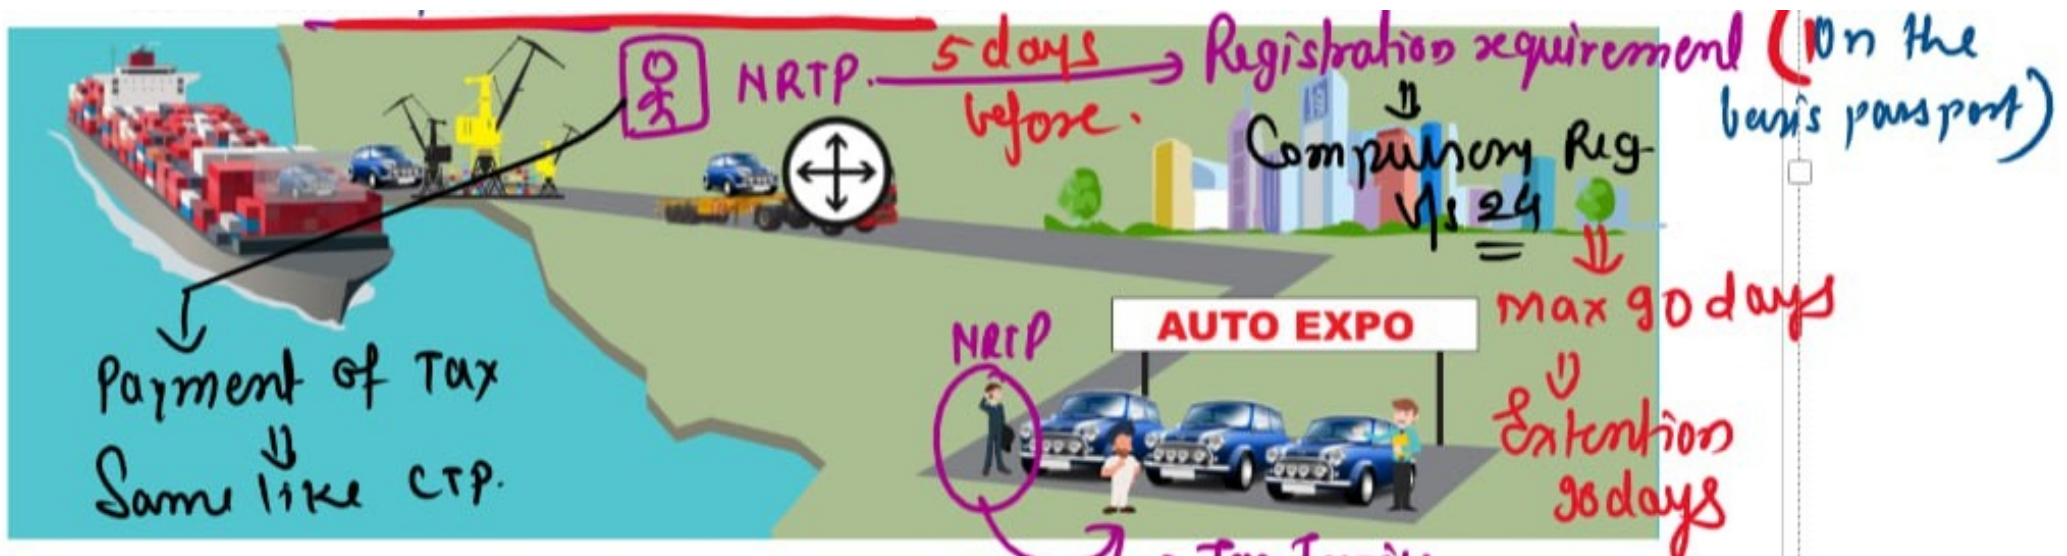 NRTP. 5 days before. Registration requirement (On the
basis passport)
Compulsory Reg
U/s 24
max 90 days
Extention
90 days
Payment of Tax
Same like CTP.
NRTP
AUTO EXPO